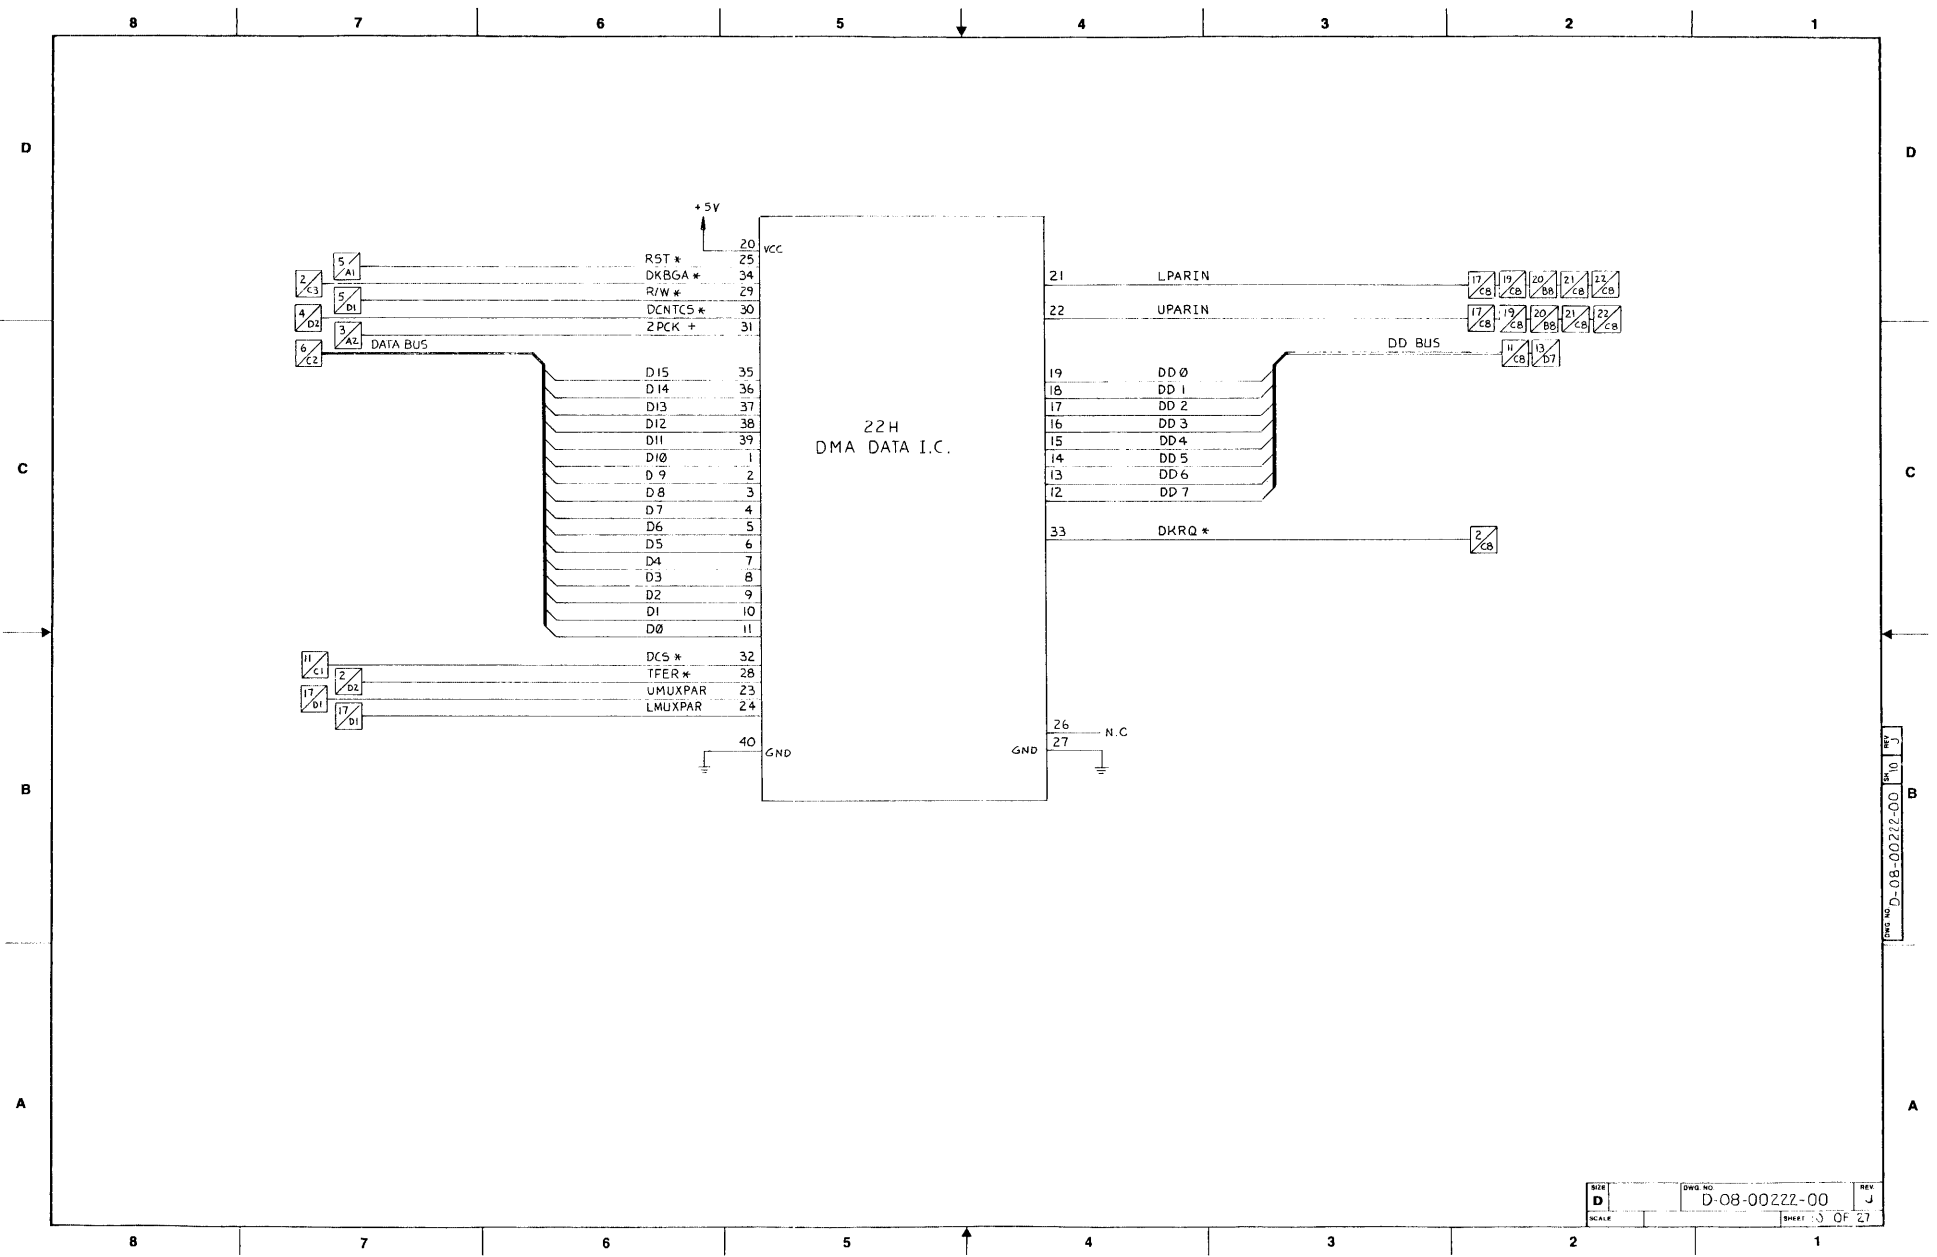 8 7 6 5 4 3 2 1
D D
+5V
20 VCC
5/A1 RST * 25
2/C3 DKBGA * 34
5/D1 R/W * 29
4/D2 DCNTCS * 30
3/A2 2PCK + 31
6/C2 DATA BUS
D15 35
D14 36
D13 37
D12 38
D11 39
D10 1
D9 2
D8 3
D7 4
D6 5
D5 6
D4 7
D3 8
D2 9
D1 10
D0 11
11/C1 DCS * 32
2/D2 TFER * 28
17/D1 UMUXPAR 23
17/D1 LMUXPAR 24
40 GND
22H
DMA DATA I.C.
21 LPARIN 17/C8 19/C8 20/B8 21/C8 22/C8
22 UPARIN 17/C8 19/C8 20/B8 21/C8 22/C8
DD BUS 11/C8 13/D7
19 DD0
18 DD1
17 DD2
16 DD3
15 DD4
14 DD5
13 DD6
12 DD7
33 DKRQ * 2/C8
26 N.C
GND 27
C C
B B
A A
DWG. NO. D-08-00222-00 SH 10 REV J
SIZE D
DWG. NO. D-08-00222-00
REV. J
SCALE
SHEET OF 27
8 7 6 5 4 3 2 1